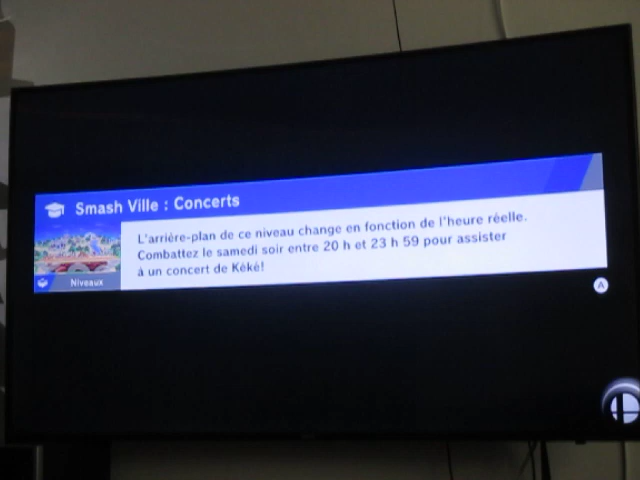 Smash Ville : Concerts
L'arrière-plan de ce niveau change en fonction de l'heure réelle.
Combattez le samedi soir entre 20 h et 23 h 59 pour assister
à un concert de Kéké!
Niveaux
A